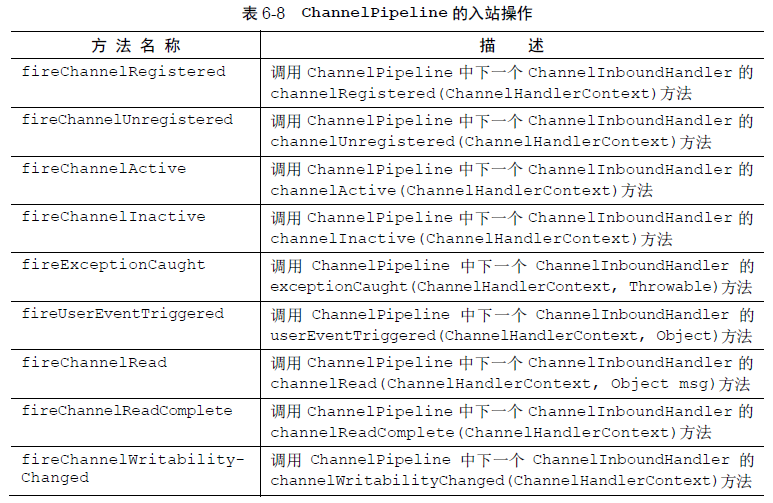 表 6-8 ChannelPipeline 的入站操作
方 法 名 称 描 述
fireChannelRegistered 调用 ChannelPipeline 中下一个 ChannelInboundHandler 的
channelRegistered(ChannelHandlerContext)方法
fireChannelUnregistered 调用 ChannelPipeline 中下一个 ChannelInboundHandler 的
channelUnregistered(ChannelHandlerContext)方法
fireChannelActive 调用 ChannelPipeline 中下一个 ChannelInboundHandler 的
channelActive(ChannelHandlerContext)方法
fireChannelInactive 调用 ChannelPipeline 中下一个 ChannelInboundHandler 的
channelInactive(ChannelHandlerContext)方法
fireExceptionCaught 调用 ChannelPipeline 中下一个 ChannelInboundHandler 的
exceptionCaught(ChannelHandlerContext, Throwable)方法
fireUserEventTriggered 调用 ChannelPipeline 中下一个 ChannelInboundHandler 的
userEventTriggered(ChannelHandlerContext, Object)方法
fireChannelRead 调用 ChannelPipeline 中下一个 ChannelInboundHandler 的
channelRead(ChannelHandlerContext, Object msg)方法
fireChannelReadComplete 调用 ChannelPipeline 中下一个 ChannelInboundHandler 的
channelReadComplete(ChannelHandlerContext)方法
fireChannelWritability- 调用 ChannelPipeline 中下一个 ChannelInboundHandler 的
Changed channelWritabilityChanged(ChannelHandlerContext)方法